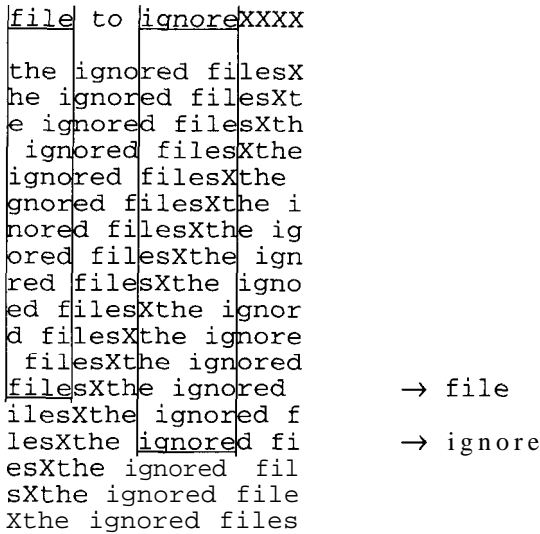 file to ignoreXXXX
the ignored filesX
he ignored filesXt
e ignored filesXth
 ignored filesXthe
ignored filesXthe
gnored filesXthe i
nored filesXthe ig
ored filesXthe ign
red filesXthe igno
ed filesXthe ignor
d filesXthe ignore
 filesXthe ignored
filesXthe ignored → file
ilesXthe ignored f
lesXthe ignored fi → ignore
esXthe ignored fil
sXthe ignored file
Xthe ignored files